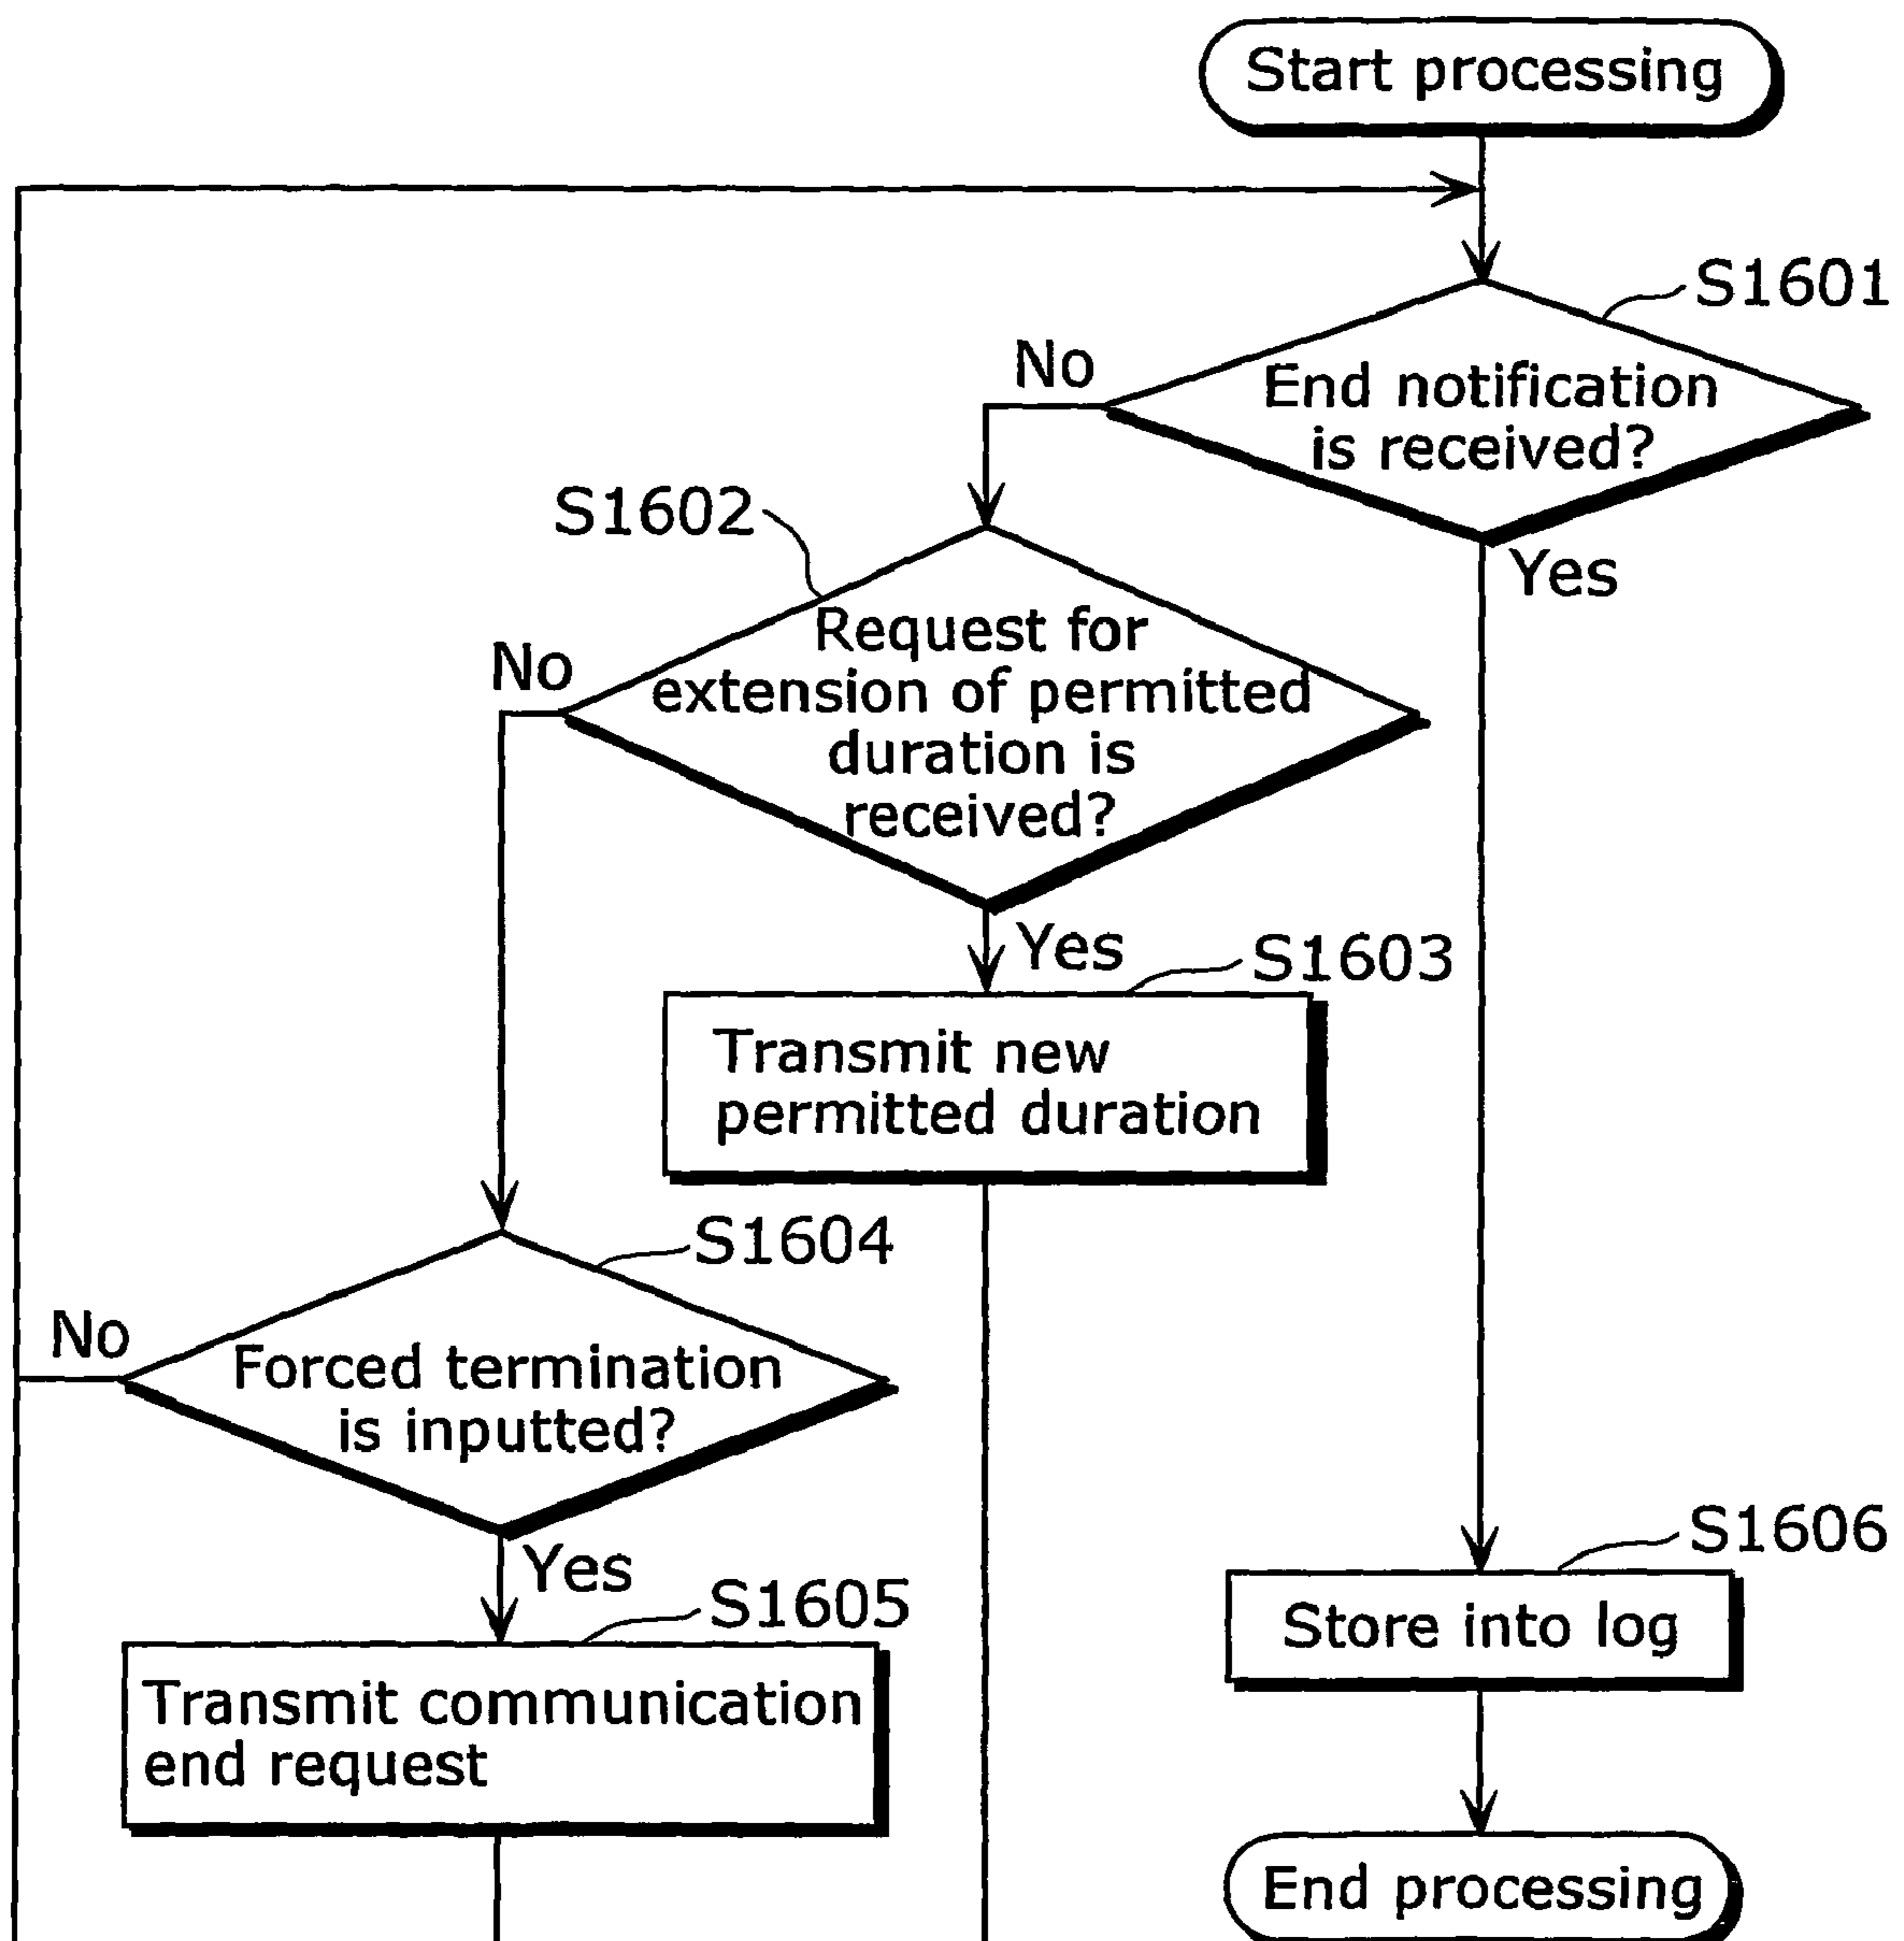 Start processing
S1601
No
End notification
is received?
Yes
S1602
No
Request for
extension of permitted
duration is
received?
Yes
S1603
Transmit new
permitted duration
S1604
No
Forced termination
is inputted?
Yes
S1605
Transmit communication
end request
S1606
Store into log
End processing